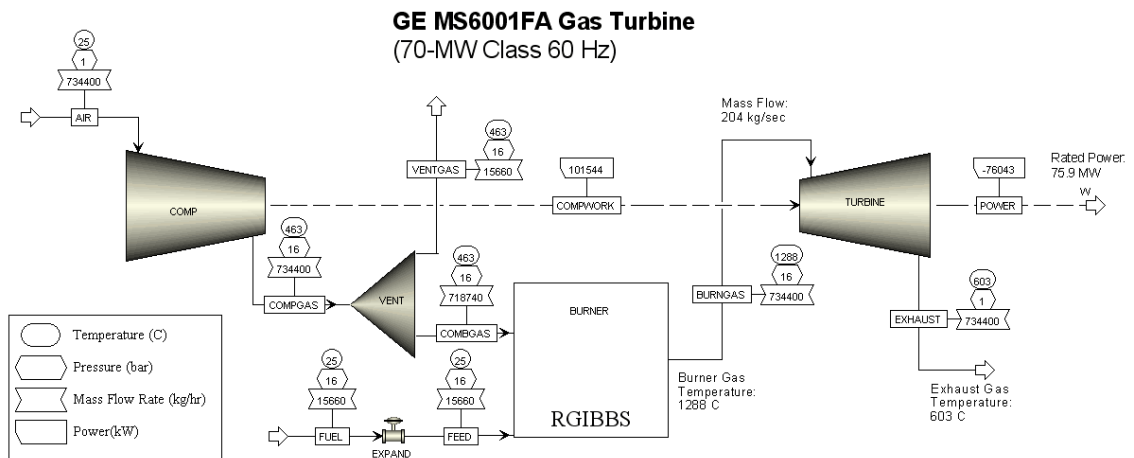 GE MS6001FA Gas Turbine
(70-MW Class 60 Hz)
25
1
734400
AIR
COMP
463
16
734400
COMPGAS
VENT
463
16
15660
VENTGAS
463
16
718740
COMBGAS
101544
COMPWORK
Mass Flow:
204 kg/sec
TURBINE
-76043
POWER
Rated Power:
75.9 MW
W
1288
16
734400
BURNGAS
603
1
734400
EXHAUST
Exhaust Gas
Temperature:
603 C
BURNER
RGIBBS
Burner Gas
Temperature:
1288 C
25
16
15660
FUEL
EXPAND
25
16
15660
FEED
Temperature (C)
Pressure (bar)
Mass Flow Rate (kg/hr)
Power(kW)